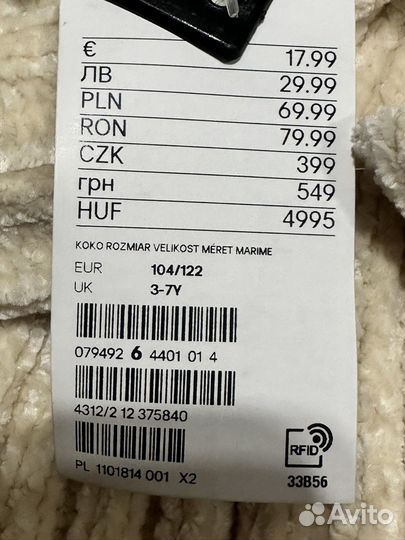 € 17.99
ЛВ 29.99
PLN 69.99
RON 79.99
CZK 399
грн 549
HUF 4995
KOKO ROZMIAR VELIKOST MÉRET MARIME
EUR 104/122
UK 3-7Y
079492 6 4401 01 4
4312/2 12 375840
RFID
PL 1101814 001 X2
33B56
Avito